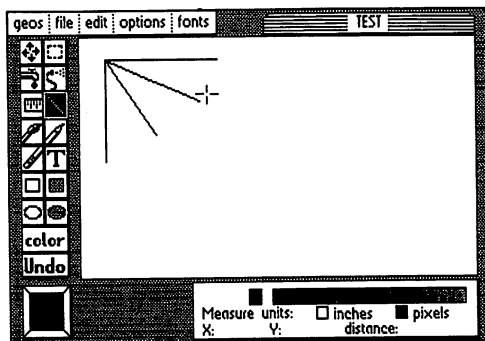 geos file edit options fonts
TEST
T
color
Undo
Measure units: inches pixels
X: Y: distance: